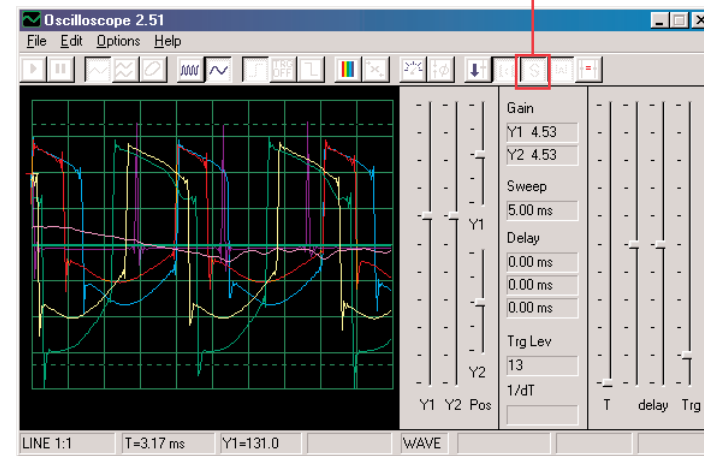 Oscilloscope 2.51
File Edit Options Help
TRG
OFF
S
Gain
Y1 4.53
Y2 4.53
Sweep
5.00 ms
Y1
Delay
0.00 ms
0.00 ms
0.00 ms
Trg Lev
13
Y2
1/dT
Y1 Y2 Pos
T delay Trg
LINE 1:1 T=3.17 ms Y1=131.0 WAVE